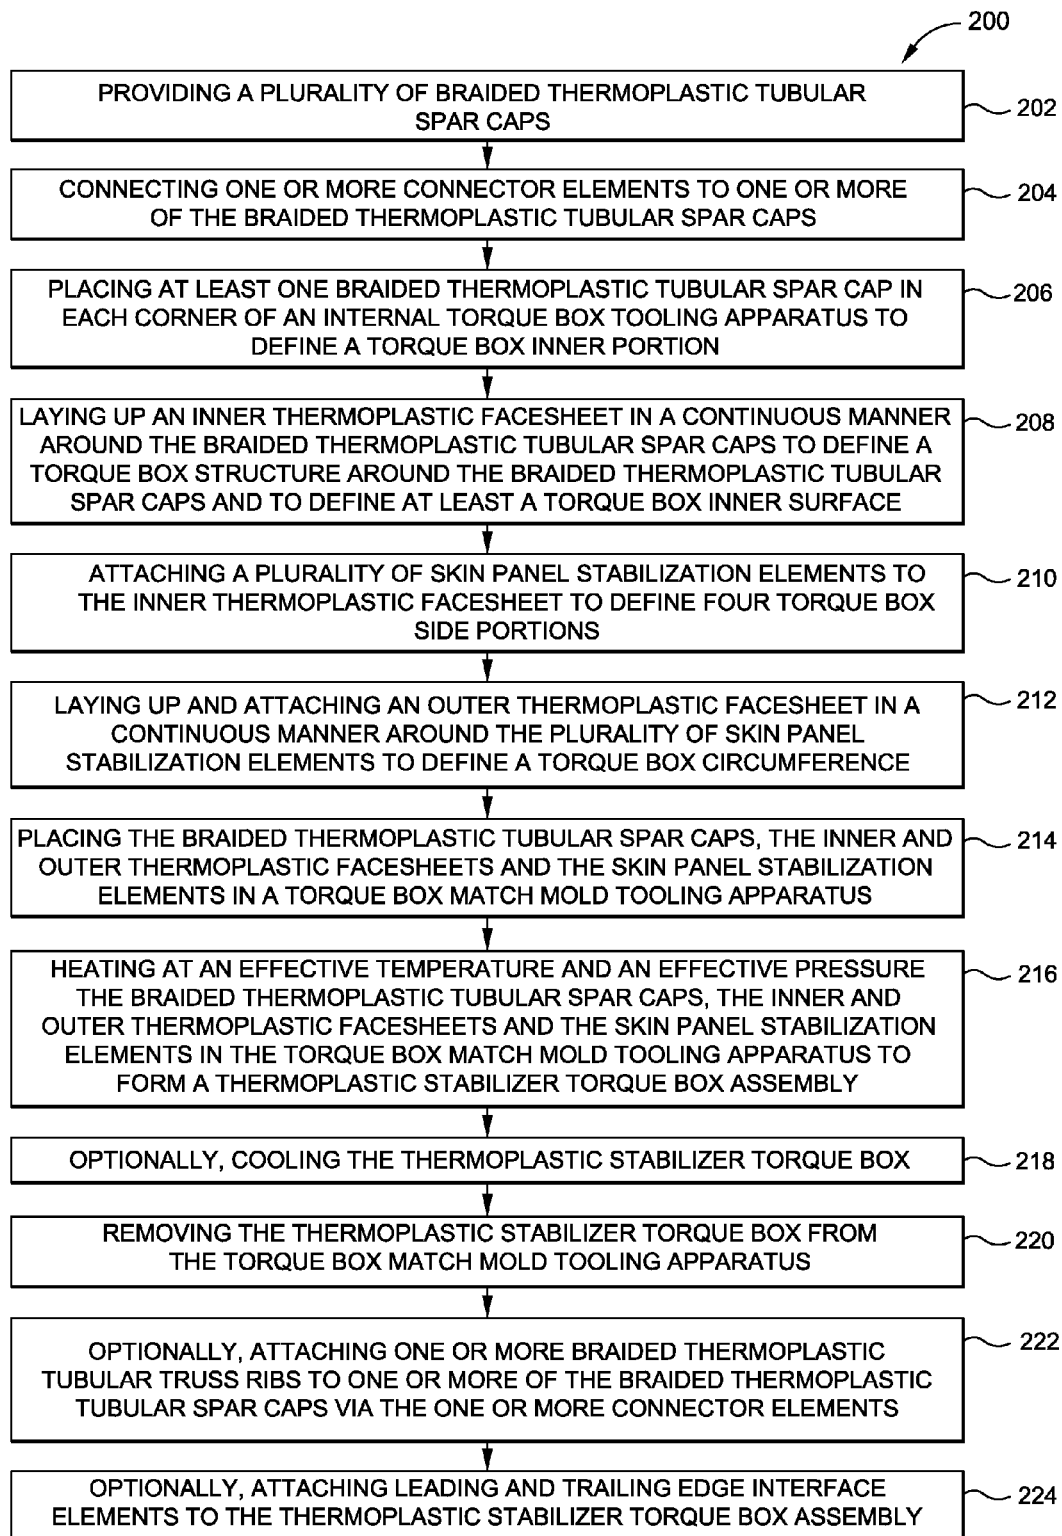 200
PROVIDING A PLURALITY OF BRAIDED THERMOPLASTIC TUBULAR
SPAR CAPS
202
CONNECTING ONE OR MORE CONNECTOR ELEMENTS TO ONE OR MORE
OF THE BRAIDED THERMOPLASTIC TUBULAR SPAR CAPS
204
PLACING AT LEAST ONE BRAIDED THERMOPLASTIC TUBULAR SPAR CAP IN
EACH CORNER OF AN INTERNAL TORQUE BOX TOOLING APPARATUS TO
DEFINE A TORQUE BOX INNER PORTION
206
LAYING UP AN INNER THERMOPLASTIC FACESHEET IN A CONTINUOUS MANNER
AROUND THE BRAIDED THERMOPLASTIC TUBULAR SPAR CAPS TO DEFINE A
TORQUE BOX STRUCTURE AROUND THE BRAIDED THERMOPLASTIC TUBULAR
SPAR CAPS AND TO DEFINE AT LEAST A TORQUE BOX INNER SURFACE
208
ATTACHING A PLURALITY OF SKIN PANEL STABILIZATION ELEMENTS TO
THE INNER THERMOPLASTIC FACESHEET TO DEFINE FOUR TORQUE BOX
SIDE PORTIONS
210
LAYING UP AND ATTACHING AN OUTER THERMOPLASTIC FACESHEET IN A
CONTINUOUS MANNER AROUND THE PLURALITY OF SKIN PANEL
STABILIZATION ELEMENTS TO DEFINE A TORQUE BOX CIRCUMFERENCE
212
PLACING THE BRAIDED THERMOPLASTIC TUBULAR SPAR CAPS, THE INNER AND
OUTER THERMOPLASTIC FACESHEETS AND THE SKIN PANEL STABILIZATION
ELEMENTS IN A TORQUE BOX MATCH MOLD TOOLING APPARATUS
214
HEATING AT AN EFFECTIVE TEMPERATURE AND AN EFFECTIVE PRESSURE
THE BRAIDED THERMOPLASTIC TUBULAR SPAR CAPS, THE INNER AND
OUTER THERMOPLASTIC FACESHEETS AND THE SKIN PANEL STABILIZATION
ELEMENTS IN THE TORQUE BOX MATCH MOLD TOOLING APPARATUS TO
FORM A THERMOPLASTIC STABILIZER TORQUE BOX ASSEMBLY
216
OPTIONALLY, COOLING THE THERMOPLASTIC STABILIZER TORQUE BOX
218
REMOVING THE THERMOPLASTIC STABILIZER TORQUE BOX FROM
THE TORQUE BOX MATCH MOLD TOOLING APPARATUS
220
OPTIONALLY, ATTACHING ONE OR MORE BRAIDED THERMOPLASTIC
TUBULAR TRUSS RIBS TO ONE OR MORE OF THE BRAIDED THERMOPLASTIC
TUBULAR SPAR CAPS VIA THE ONE OR MORE CONNECTOR ELEMENTS
222
OPTIONALLY, ATTACHING LEADING AND TRAILING EDGE INTERFACE
ELEMENTS TO THE THERMOPLASTIC STABILIZER TORQUE BOX ASSEMBLY
224